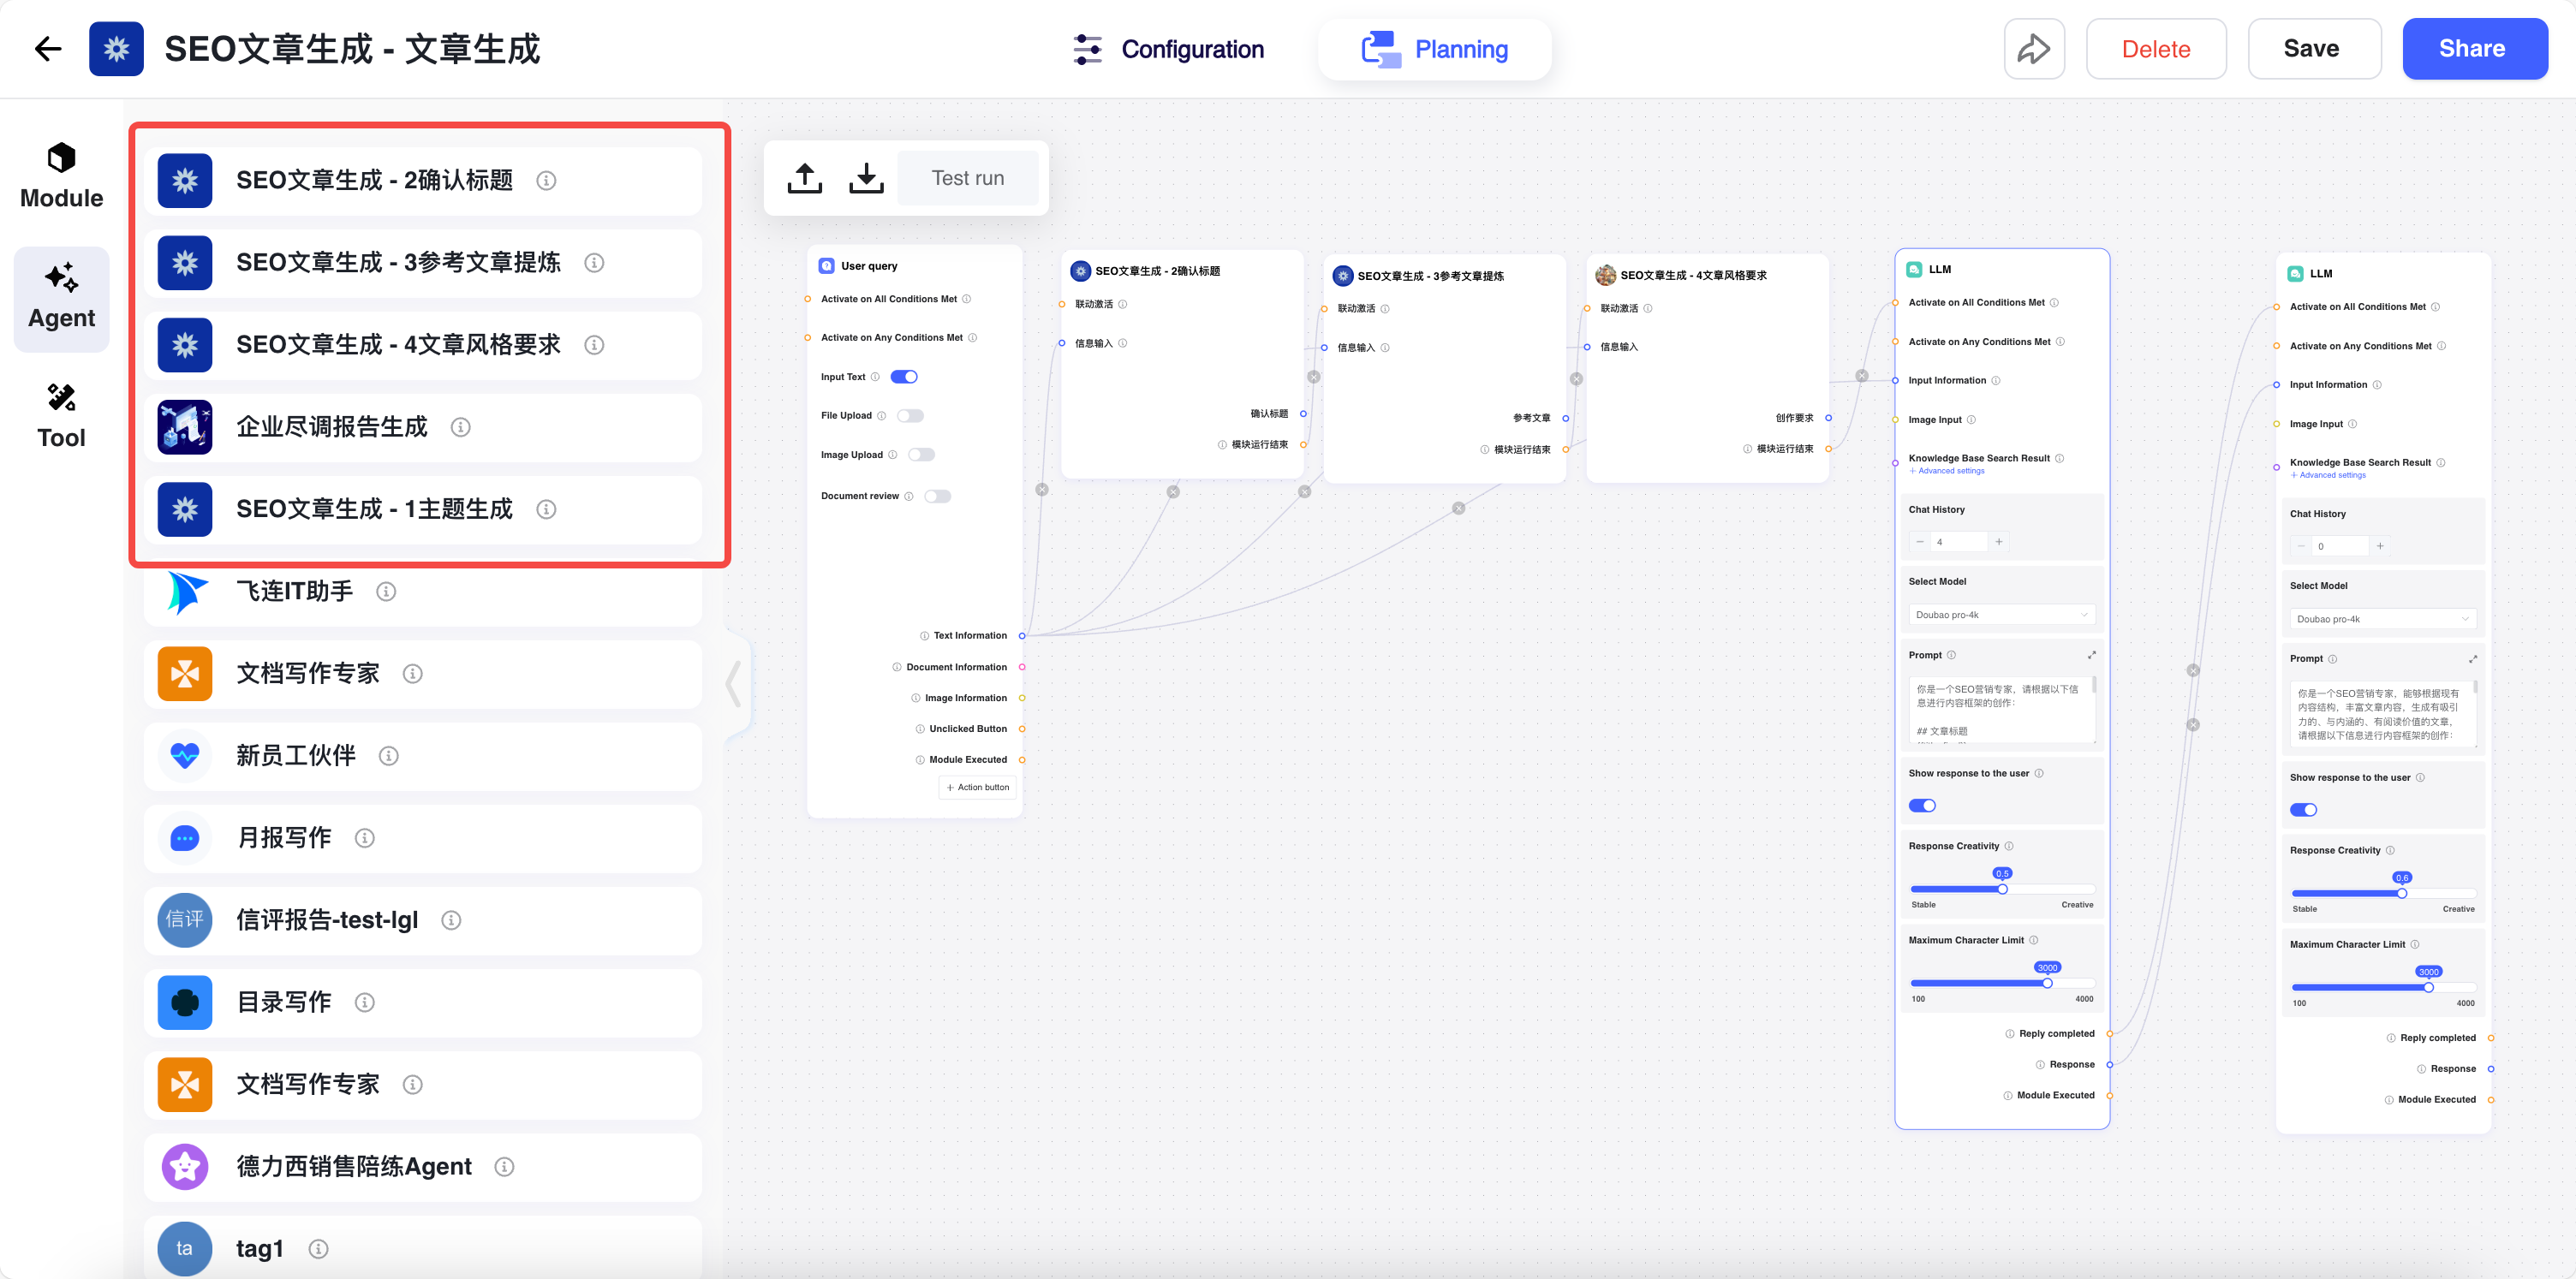 SEO文章生成 - 文章生成
Configuration
Planning
Delete
Save
Share
Module
Agent
Tool
SEO文章生成 - 2确认标题
SEO文章生成 - 3参考文章提炼
SEO文章生成 - 4文章风格要求
企业尽调报告生成
SEO文章生成 - 1主题生成
飞连IT助手
文档写作专家
新员工伙伴
月报写作
信评
信评报告-test-lgl
目录写作
文档写作专家
德力西销售陪练Agent
ta
tag1
Test run
User query
Activate on All Conditions Met
Activate on Any Conditions Met
Input Text
File Upload
Image Upload
Document review
Text Information
Document Information
Image Information
Unclicked Button
Module Executed
+ Action button
SEO文章生成 - 2确认标题
联动激活
信息输入
确认标题
模块运行结束
SEO文章生成 - 3参考文章提炼
联动激活
信息输入
参考文章
模块运行结束
SEO文章生成 - 4文章风格要求
联动激活
信息输入
创作要求
模块运行结束
LLM
Activate on All Conditions Met
Activate on Any Conditions Met
Input Information
Image Input
Knowledge Base Search Result
+ Advanced settings
Chat History
− 4 +
Select Model
Doubao pro-4k
Prompt
你是一个SEO营销专家，请根据以下信
息进行内容框架的创作：
## 文章标题
Show response to the user
Response Creativity
0.5
Stable Creative
Maximum Character Limit
3000
100 4000
Reply completed
Response
Module Executed
LLM
Activate on All Conditions Met
Activate on Any Conditions Met
Input Information
Image Input
Knowledge Base Search Result
+ Advanced settings
Chat History
− 0 +
Select Model
Doubao pro-4k
Prompt
你是一个SEO营销专家，能够根据现有
内容结构，丰富文章内容，生成有吸引
力的、与内涵的、有阅读价值的文章，
请根据以下信息进行内容框架的创作：
Show response to the user
Response Creativity
0.6
Stable Creative
Maximum Character Limit
3000
100 4000
Reply completed
Response
Module Executed